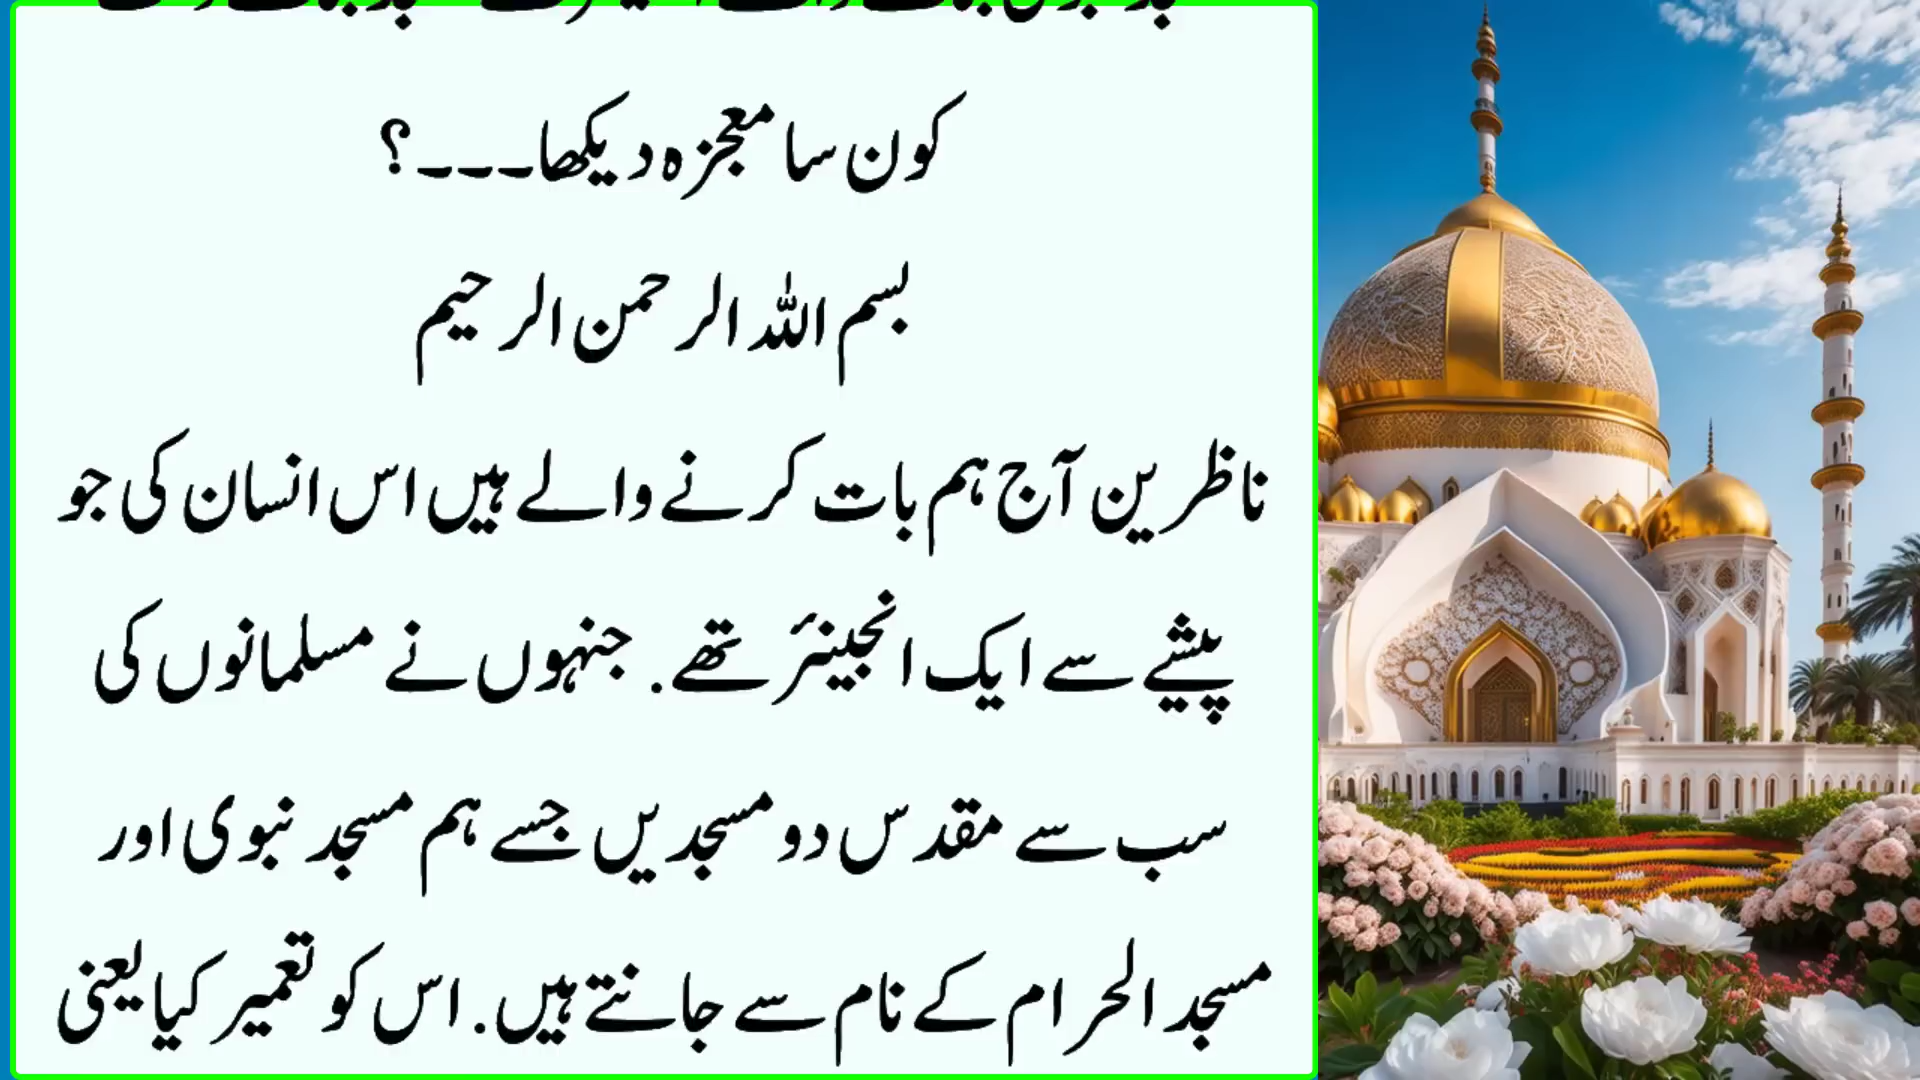 کون سا معجزہ دیکھا۔۔۔؟
بسم اللہ الرحمن الرحیم
ناظرین آج ہم بات کرنے والے ہیں اس انسان کی جو
پیشے سے ایک انجینئر تھے. جنہوں نے مسلمانوں کی
سب سے مقدس دو مسجدیں جسے ہم مسجد نبوی اور
مسجد الحرام کے نام سے جانتے ہیں. اس کو تعمیر کیا یعنی